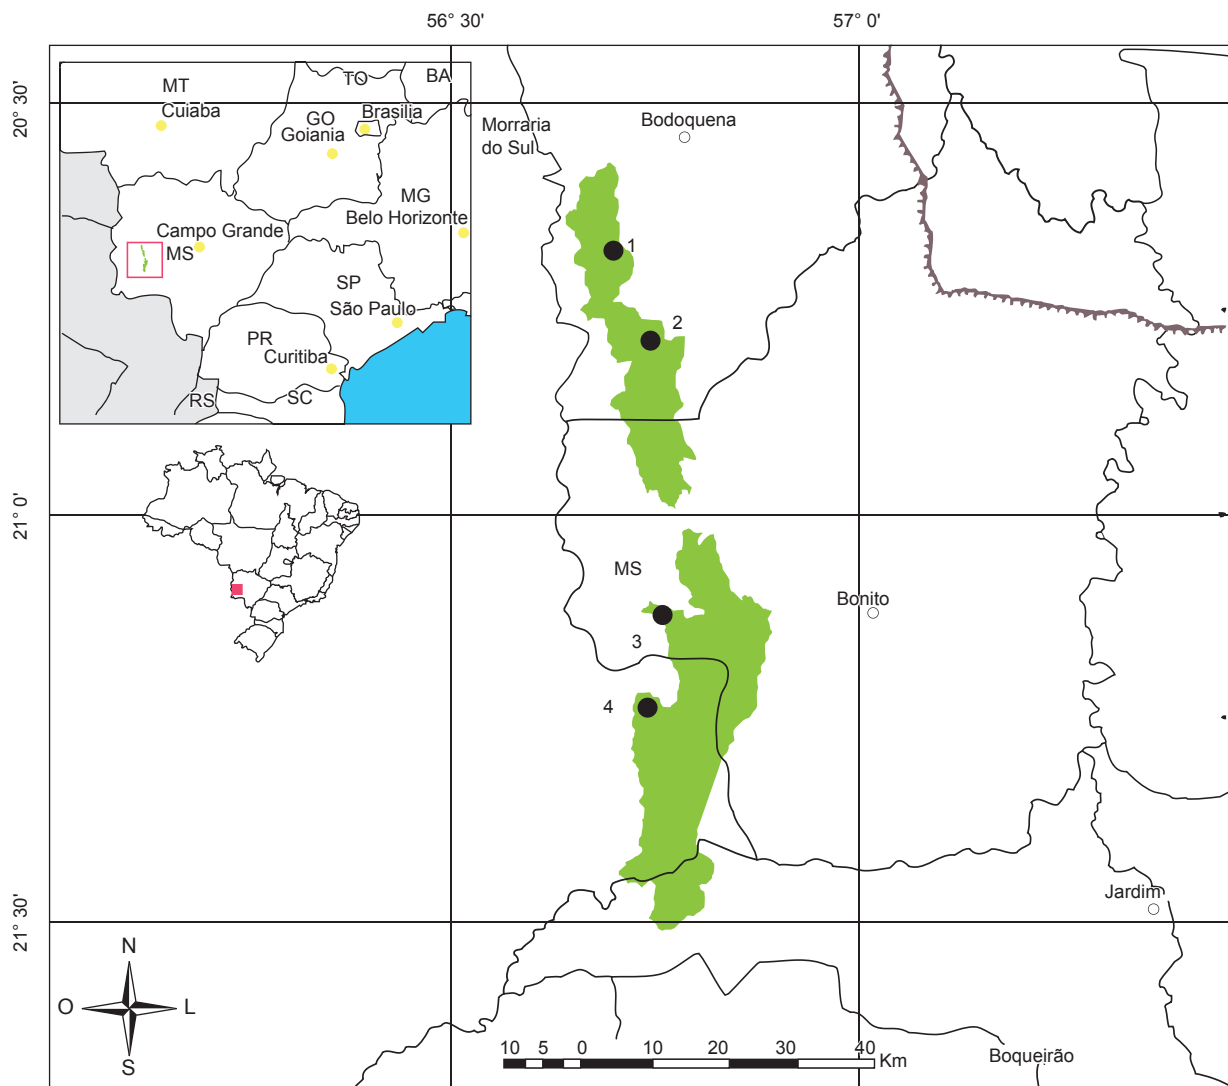 56° 30'
57° 0'
20° 30'
21° 0'
21° 30'
MT
Cuiaba
TO
BA
GO
Goiania
Brasilia
MG
Belo Horizonte
Campo Grande
MS
SP
São Paulo
PR
Curitiba
RS
SC
Morraria
do Sul
Bodoquena
1
2
MS
3
Bonito
4
Jardim
N
O
L
S
10 5 0 10 20 30 40
Km
Boqueirão